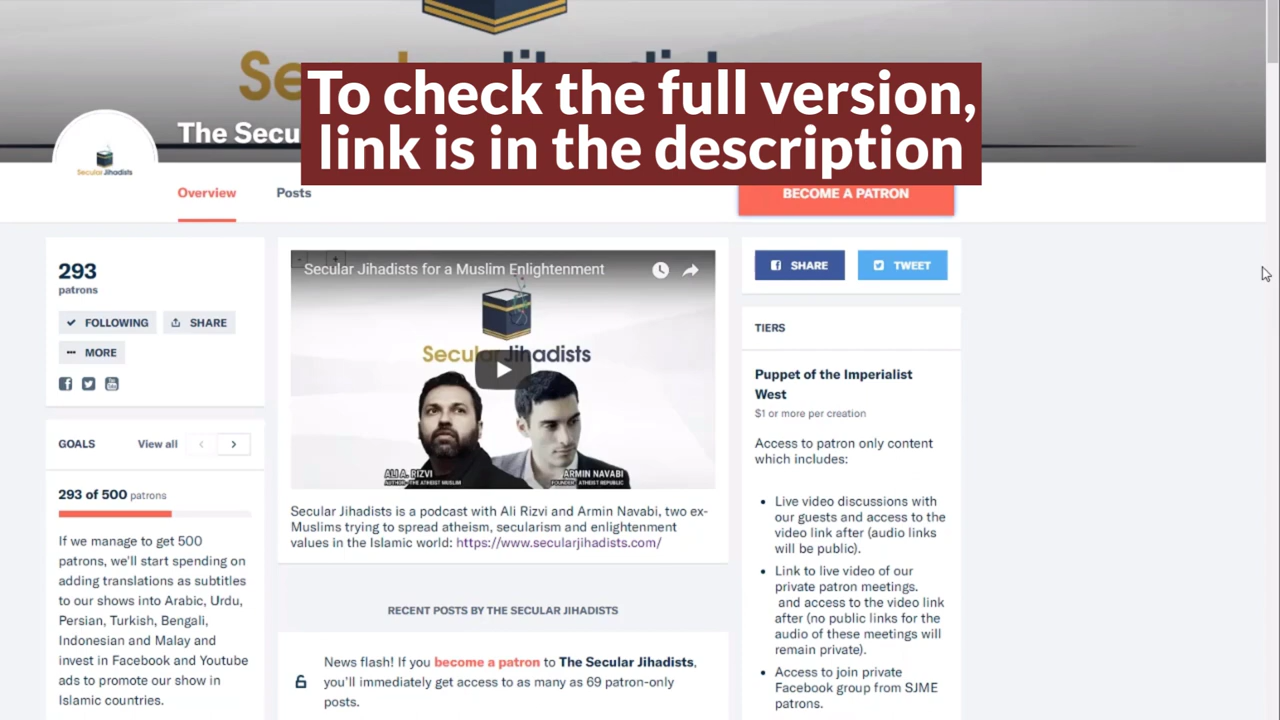 To check the full version,
link is in the description
The Secu
Secular Jihadists
Overview
Posts
BECOME A PATRON
293
patrons
FOLLOWING
SHARE
MORE
GOALS
View all
293 of 500 patrons
If we manage to get 500
patrons, we'll start spending on
adding translations as subtitles
to our shows into Arabic, Urdu,
Persian, Turkish, Bengali,
Indonesian and Malay and
invest in Facebook and Youtube
ads to promote our show in
Islamic countries.
Secular Jihadists for a Muslim Enlightenment
Secular Jihadists
ALI A. RIZVI
AUTHOR - THE ATHEIST MUSLIM
ARMIN NAVABI
FOUNDER - ATHEIST REPUBLIC
Secular Jihadists is a podcast with Ali Rizvi and Armin Navabi, two ex-
Muslims trying to spread atheism, secularism and enlightenment
values in the Islamic world: https://www.secularjihadists.com/
RECENT POSTS BY THE SECULAR JIHADISTS
News flash! If you become a patron to The Secular Jihadists,
you'll immediately get access to as many as 69 patron-only
posts.
SHARE
TWEET
TIERS
Puppet of the Imperialist
West
$1 or more per creation
Access to patron only content
which includes:
Live video discussions with
our guests and access to the
video link after (audio links
will be public).
Link to live video of our
private patron meetings.
and access to the video link
after (no public links for the
audio of these meetings will
remain private).
Access to join private
Facebook group from SJME
patrons.